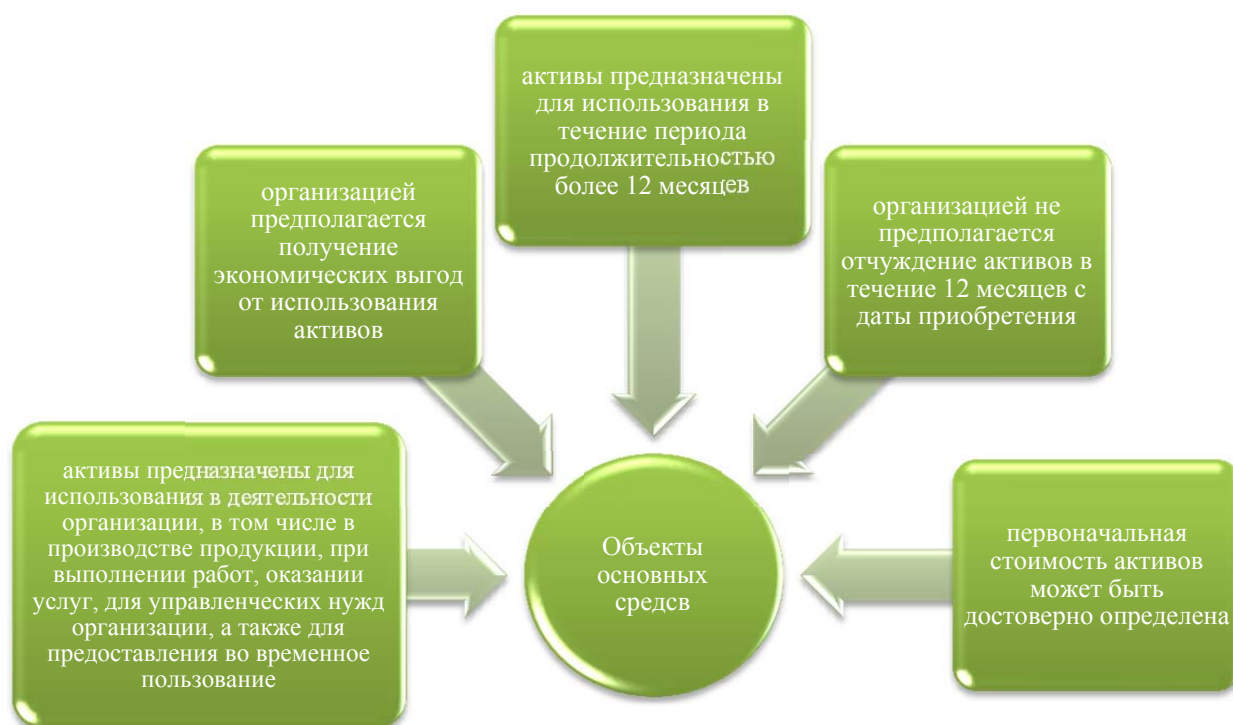 активы предназначены для
использования в деятельности
организации, в том числе в
производстве продукции, при
выполнении работ, оказании
услуг, для управленческих нужд
организации, а также для
предоставления во временное
пользование
организацией
предполагается
получение
экономических выгод
от использования
активов
активы предназначены
для использования в
течение периода
продолжительностью
более 12 месяцев
организацией не
предполагается
отчуждение активов в
течение 12 месяцев с
даты приобретения
первоначальная
стоимость активов
может быть
достоверно определена
Объекты
основных
средсв